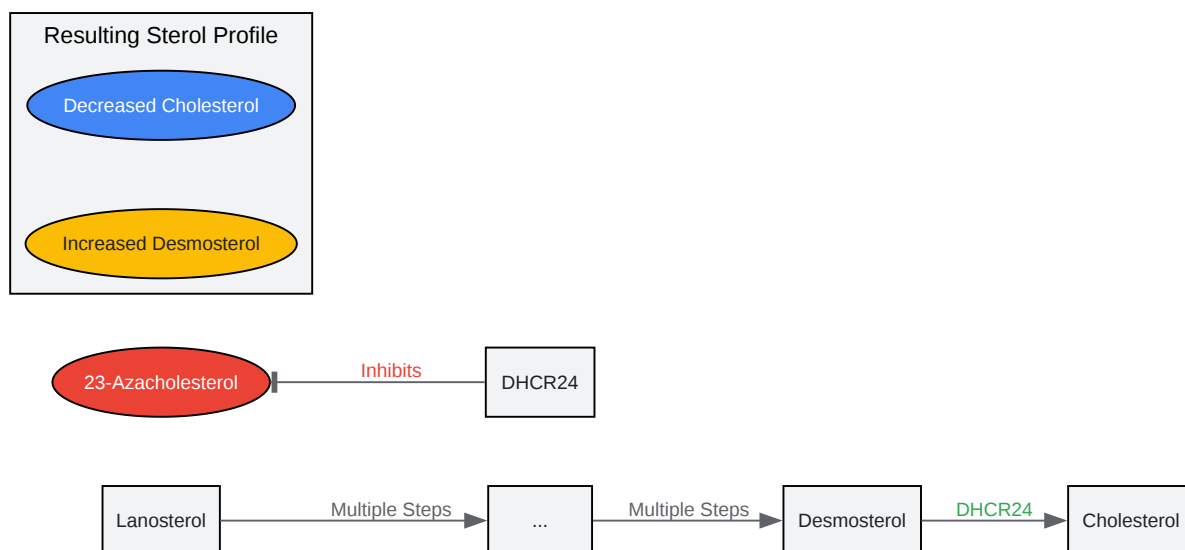 Resulting Sterol Profile
Decreased Cholesterol
Increased Desmosterol
23-Azacholesterol
Inhibits
DHCR24
Lanosterol
Multiple Steps
...
Multiple Steps
Desmosterol
DHCR24
Cholesterol